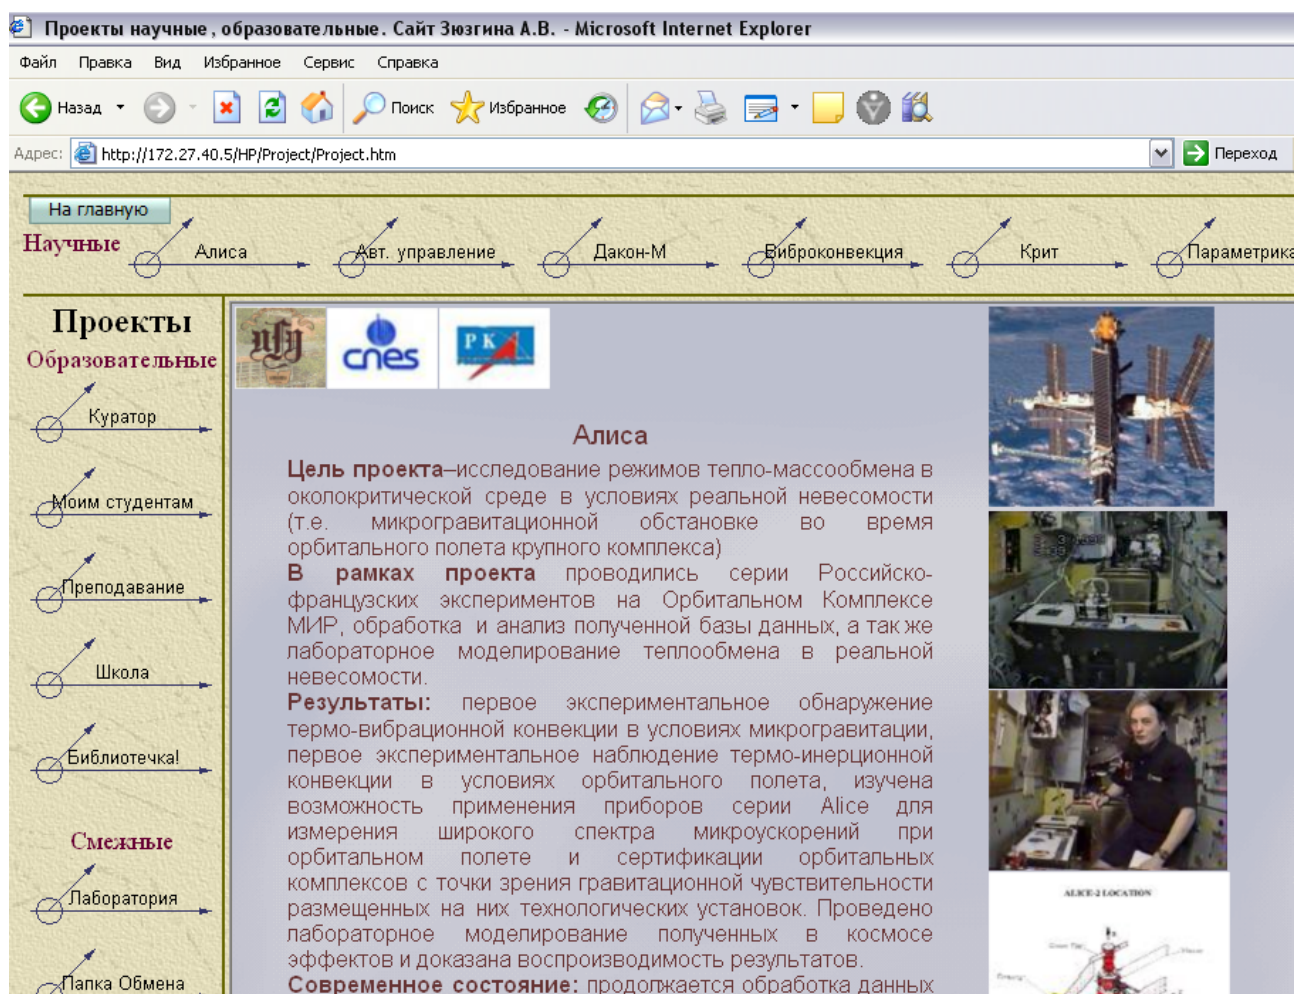 Проекты научные , образовательные. Сайт Зюзгина А.В. - Microsoft Internet Explorer
Файл Правка Вид Избранное Сервис Справка
Назад Поиск Избранное
Адрес: http://172.27.40.5/HP/Project/Project.htm Переход
На главную
Научные Алиса Авт. управление Дакон-М Виброконвекция Крит Параметрика
Проекты
Образовательные
Куратор
Моим студентам
Преподавание
Школа
Библиотечка!
Смежные
Лаборатория
Папка Обмена
cnes РК
Алиса
Цель проекта–исследование режимов тепло-массообмена в
околокритической среде в условиях реальной невесомости
(т.е. микрогравитационной обстановке во время
орбитального полета крупного комплекса)
В рамках проекта проводились серии Российско-
французских экспериментов на Орбитальном Комплексе
МИР, обработка и анализ полученной базы данных, а так же
лабораторное моделирование теплообмена в реальной
невесомости.
Результаты: первое экспериментальное обнаружение
термо-вибрационной конвекции в условиях микрогравитации,
первое экспериментальное наблюдение термо-инерционной
конвекции в условиях орбитального полета, изучена
возможность применения приборов серии Alice для
измерения широкого спектра микроускорений при
орбитальном полете и сертификации орбитальных
комплексов с точки зрения гравитационной чувствительности
размещенных на них технологических установок. Проведено
лабораторное моделирование полученных в космосе
эффектов и доказана воспроизводимость результатов.
Современное состояние: продолжается обработка данных
ALICE-2 LOCATION